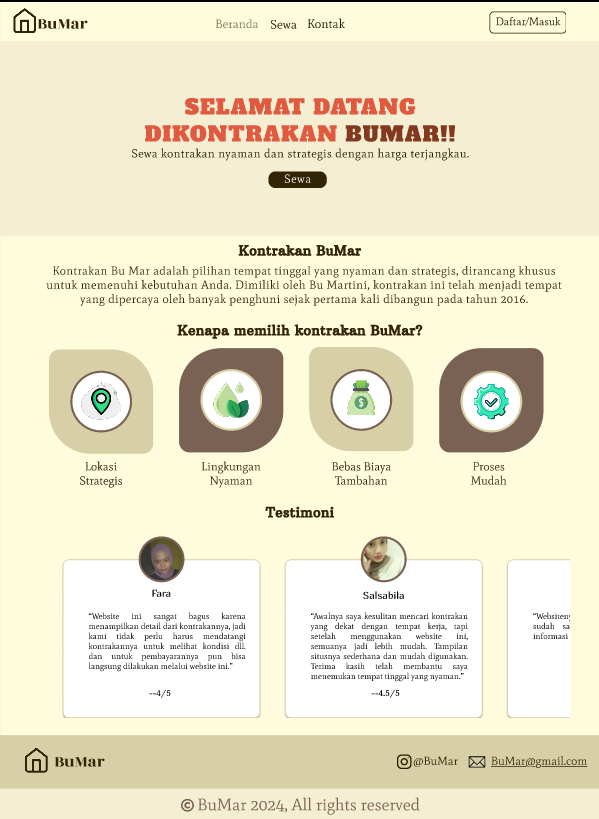 BuMar
Beranda Sewa Kontak
Daftar/Masuk
SELAMAT DATANG
DIKONTRAKAN BUMAR!!
Sewa kontrakan nyaman dan strategis dengan harga terjangkau.
Sewa
Kontrakan BuMar
Kontrakan Bu Mar adalah pilihan tempat tinggal yang nyaman dan strategis, dirancang khusus
untuk memenuhi kebutuhan Anda. Dimiliki oleh Bu Martini, kontrakan ini telah menjadi tempat
yang dipercaya oleh banyak penghuni sejak pertama kali dibangun pada tahun 2016.
Kenapa memilih kontrakan BuMar?
$
Lokasi
Strategis
Lingkungan
Nyaman
Bebas Biaya
Tambahan
Proses
Mudah
Testimoni
Fara
"Website ini sangat bagus karena
menampilkan detail dari kontrakannya, jadi
kami tidak perlu harus mendatangi
kontrakannya untuk melihat kondisi dll.
dan untuk pembayarannya pun bisa
langsung dilakukan melalui website ini."
--4/5
Salsabila
"Awalnya saya kesulitan mencari kontrakan
yang dekat dengan tempat kerja, tapi
setelah menggunakan website ini,
semuanya jadi lebih mudah. Tampilan
situsnya sederhana dan mudah digunakan.
Terima kasih telah membantu saya
menemukan tempat tinggal yang nyaman."
--4.5/5
"Websiteny
sudah sa
informasi
BuMar
@BuMar
BuMar@gmail.com
© BuMar 2024, All rights reserved